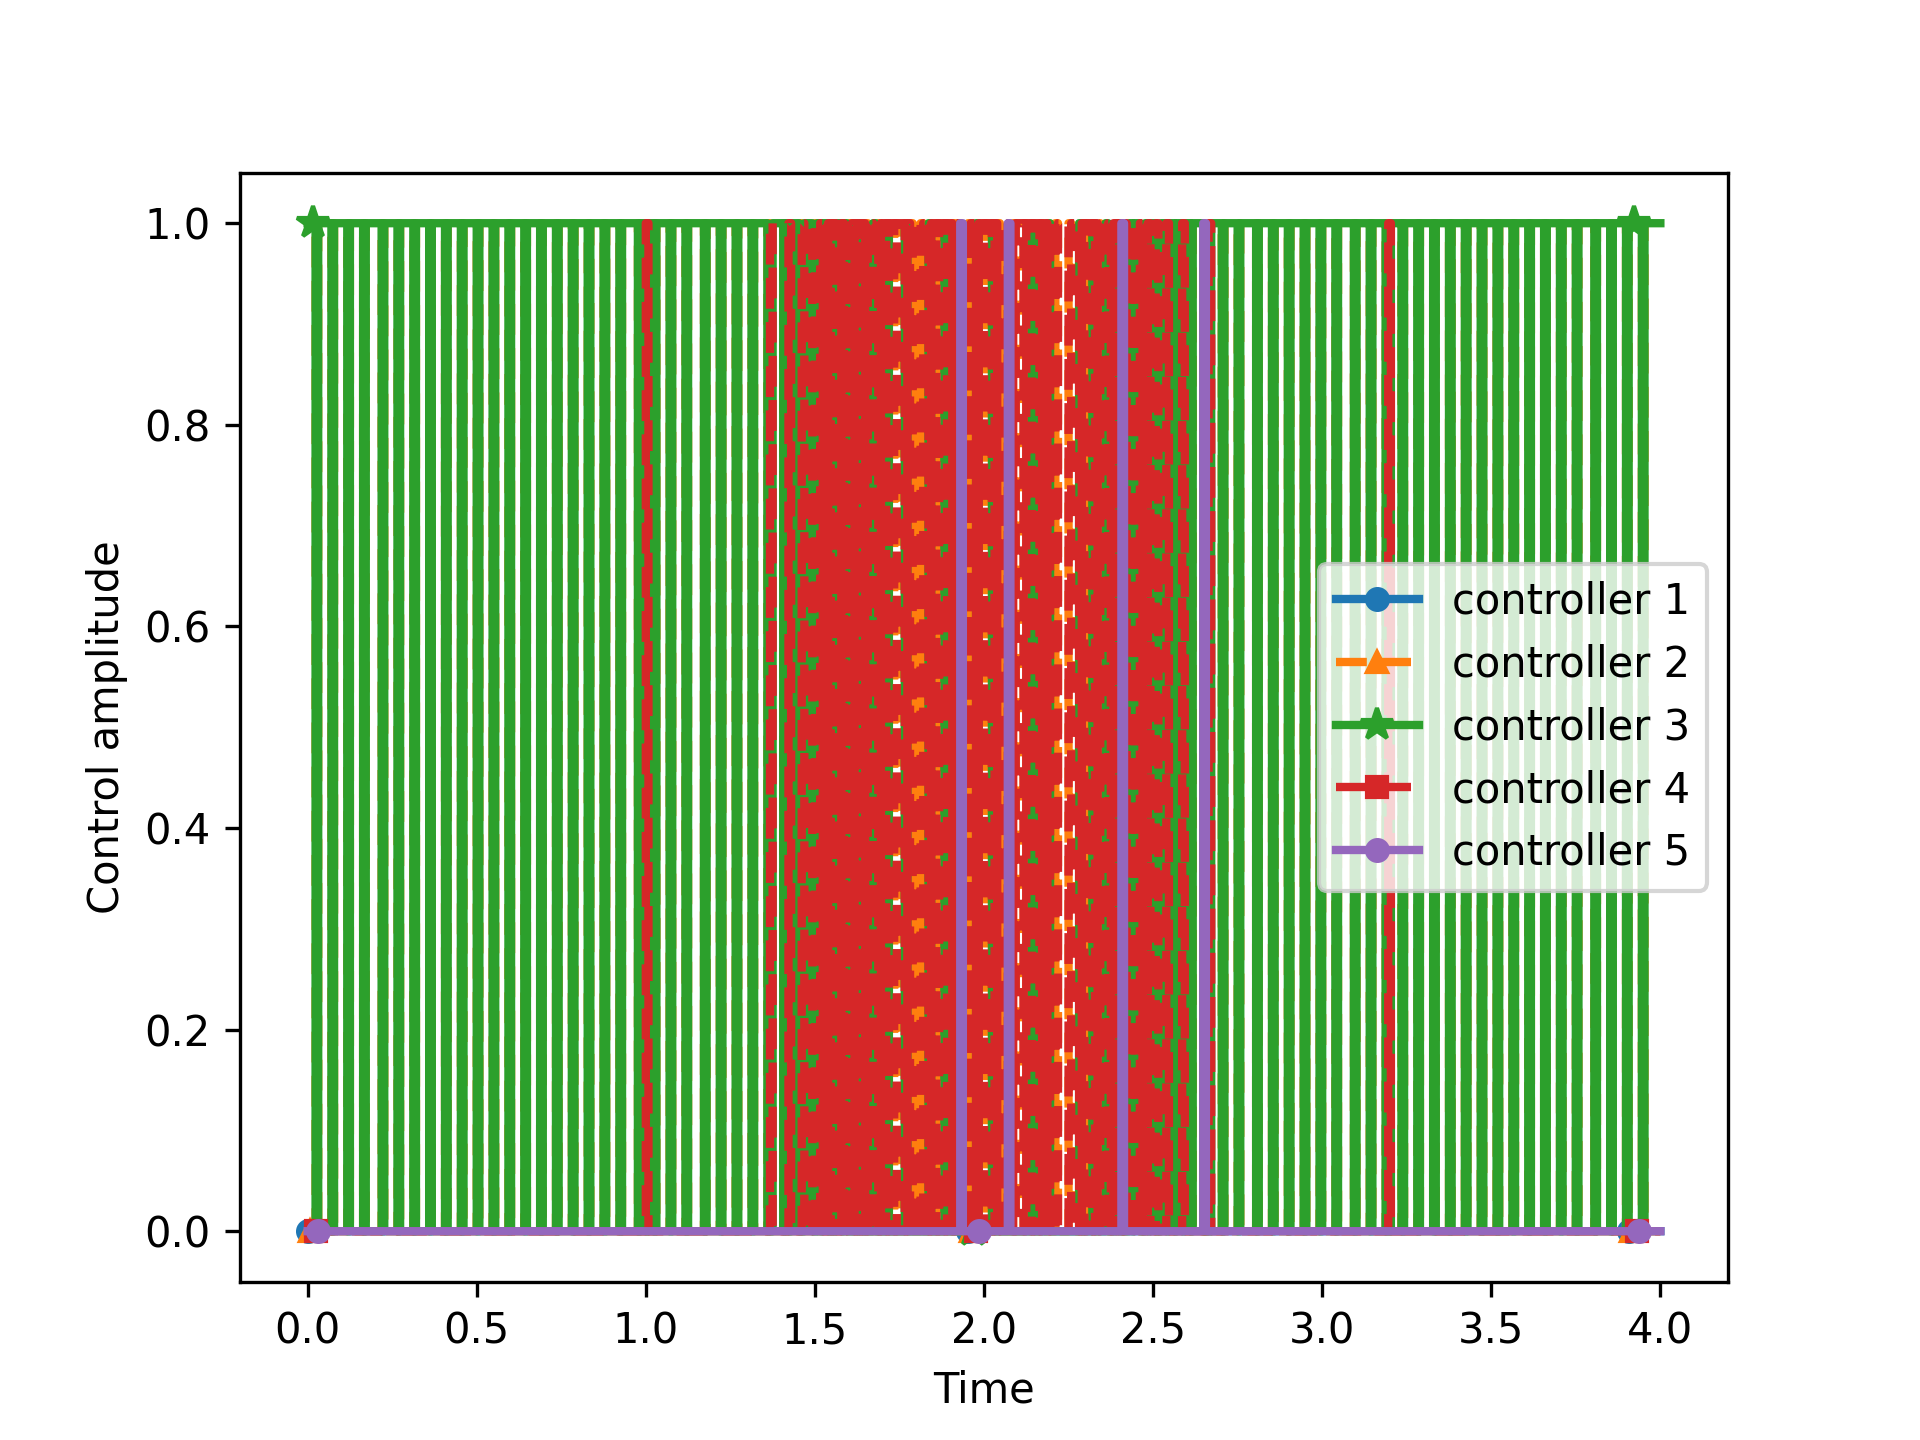 1.0
0.8
0.6
0.4
0.2
0.0
Control amplitude
controller 1
controller 2
controller 3
controller 4
controller 5
0.0 0.5 1.0 1.5 2.0 2.5 3.0 3.5 4.0
Time